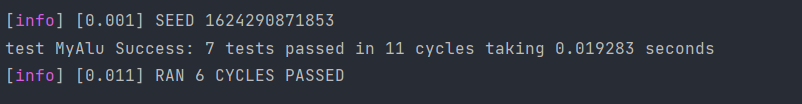 [info] [0.001] SEED 1624290871853
test MyAlu Success: 7 tests passed in 11 cycles taking 0.019283 seconds
[info] [0.011] RAN 6 CYCLES PASSED